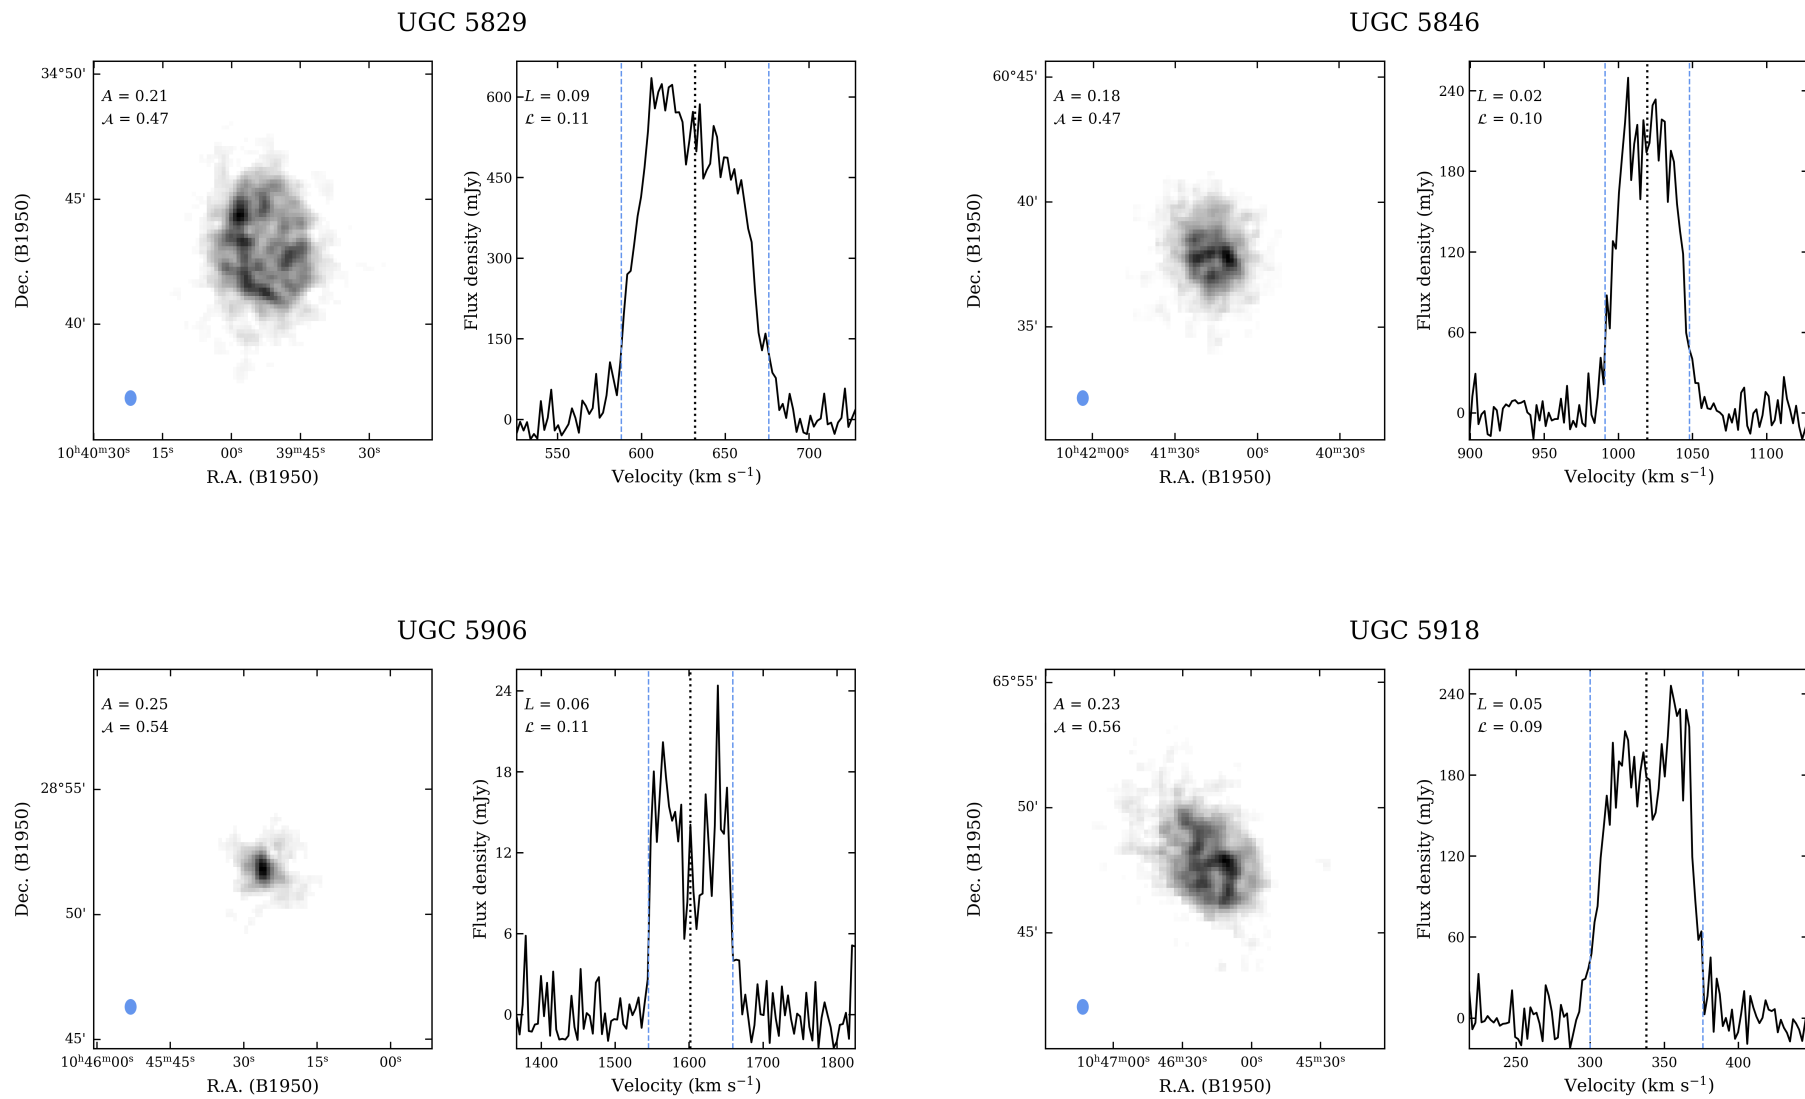 UGC 5829
34°50'
45'
40'
Dec. (B1950)
A = 0.21
𝒜 = 0.47
10ʰ40ᵐ30ˢ 15ˢ 00ˢ 39ᵐ45ˢ 30ˢ
R.A. (B1950)
600
450
300
150
0
Flux density (mJy)
L = 0.09
ℒ = 0.11
550 600 650 700
Velocity (km s⁻¹)
UGC 5846
60°45'
40'
35'
Dec. (B1950)
A = 0.18
𝒜 = 0.47
10ʰ42ᵐ00ˢ 41ᵐ30ˢ 00ˢ 40ᵐ30ˢ
R.A. (B1950)
240
180
120
60
0
Flux density (mJy)
L = 0.02
ℒ = 0.10
900 950 1000 1050 1100
Velocity (km s⁻¹)
UGC 5906
28°55'
50'
45'
Dec. (B1950)
A = 0.25
𝒜 = 0.54
10ʰ46ᵐ00ˢ 45ᵐ45ˢ 30ˢ 15ˢ 00ˢ
R.A. (B1950)
24
18
12
6
0
Flux density (mJy)
L = 0.06
ℒ = 0.11
1400 1500 1600 1700 1800
Velocity (km s⁻¹)
UGC 5918
65°55'
50'
45'
Dec. (B1950)
A = 0.23
𝒜 = 0.56
10ʰ47ᵐ00ˢ 46ᵐ30ˢ 00ˢ 45ᵐ30ˢ
R.A. (B1950)
240
180
120
60
0
Flux density (mJy)
L = 0.05
ℒ = 0.09
250 300 350 400
Velocity (km s⁻¹)